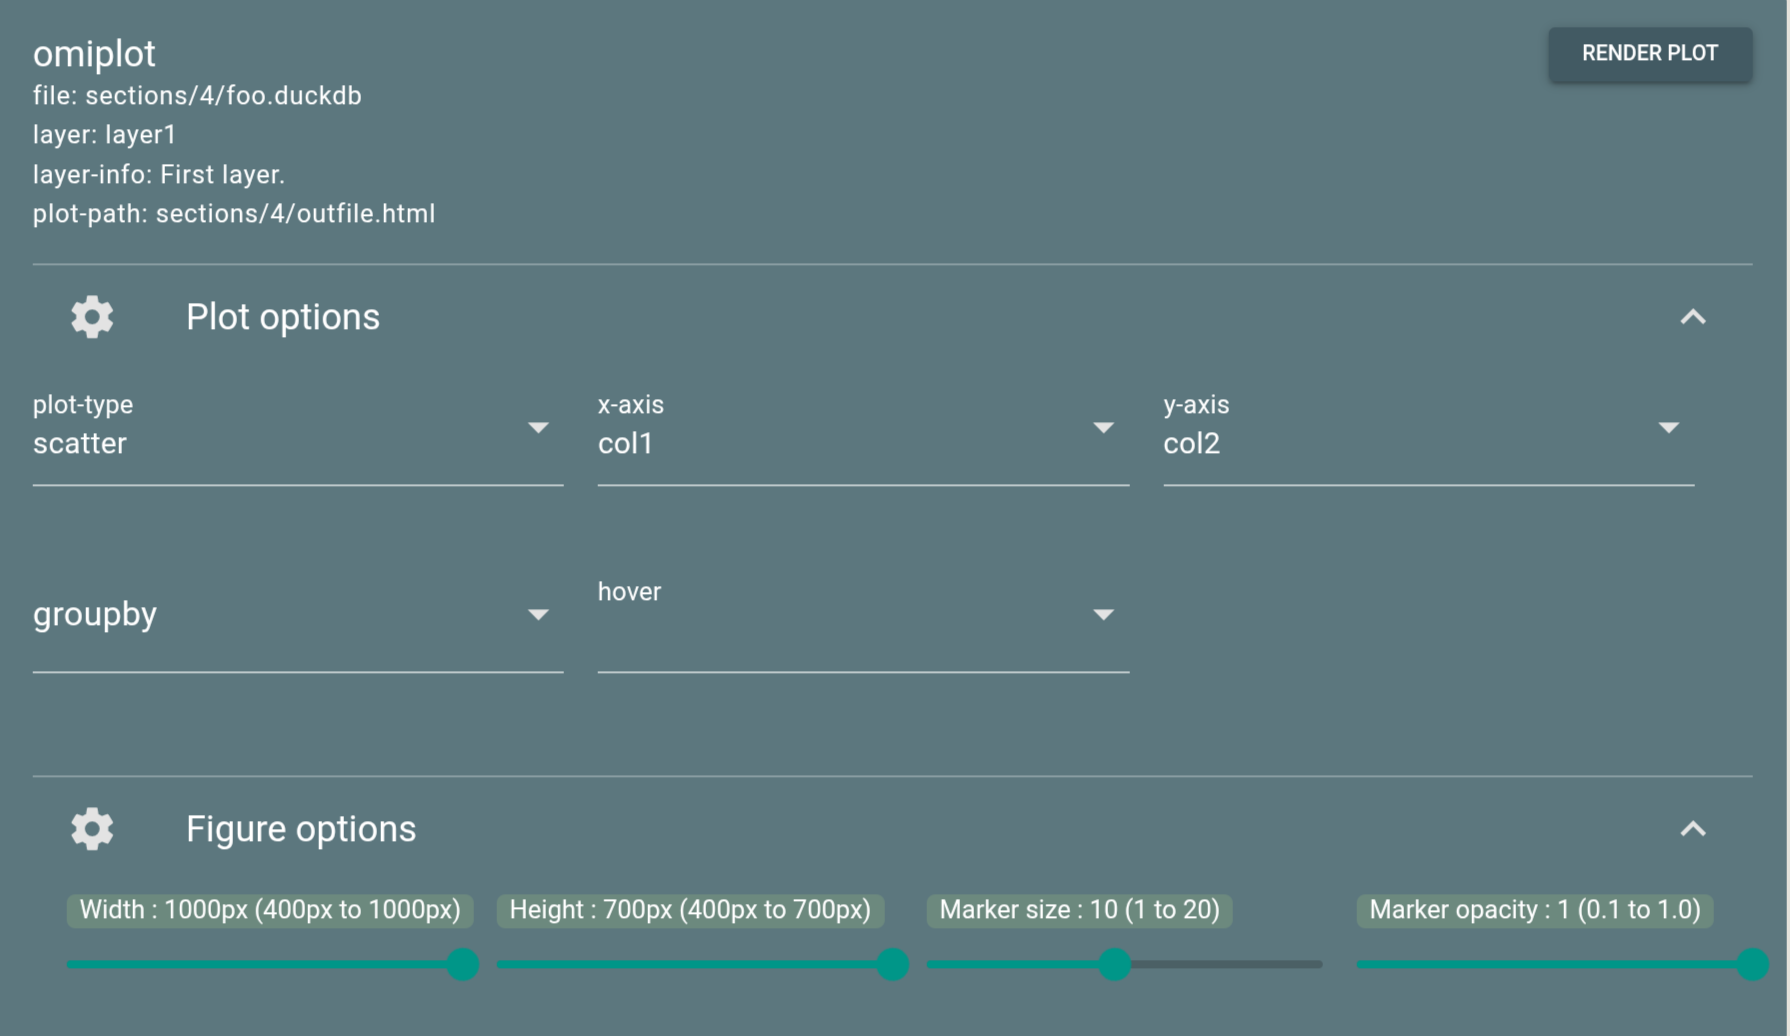 omiplot
RENDER PLOT
file: sections/4/foo.duckdb
layer: layer1
layer-info: First layer.
plot-path: sections/4/outfile.html
Plot options
plot-type
scatter
x-axis
col1
y-axis
col2
groupby
hover
Figure options
Width : 1000px (400px to 1000px)
Height : 700px (400px to 700px)
Marker size : 10 (1 to 20)
Marker opacity : 1 (0.1 to 1.0)